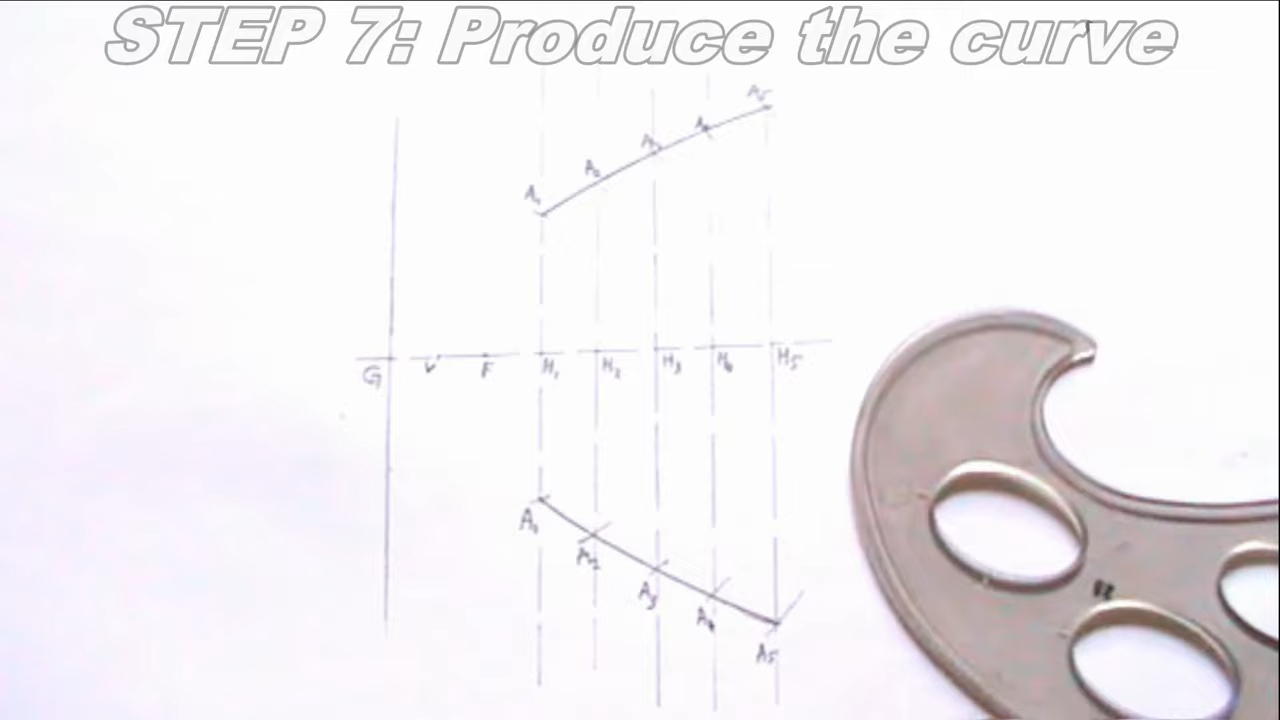 STEP 7: Produce the curve
A5
A3
A2
A1
G V F H1 H2 H3 H4 H5
A1
A2
A3
A4
A5